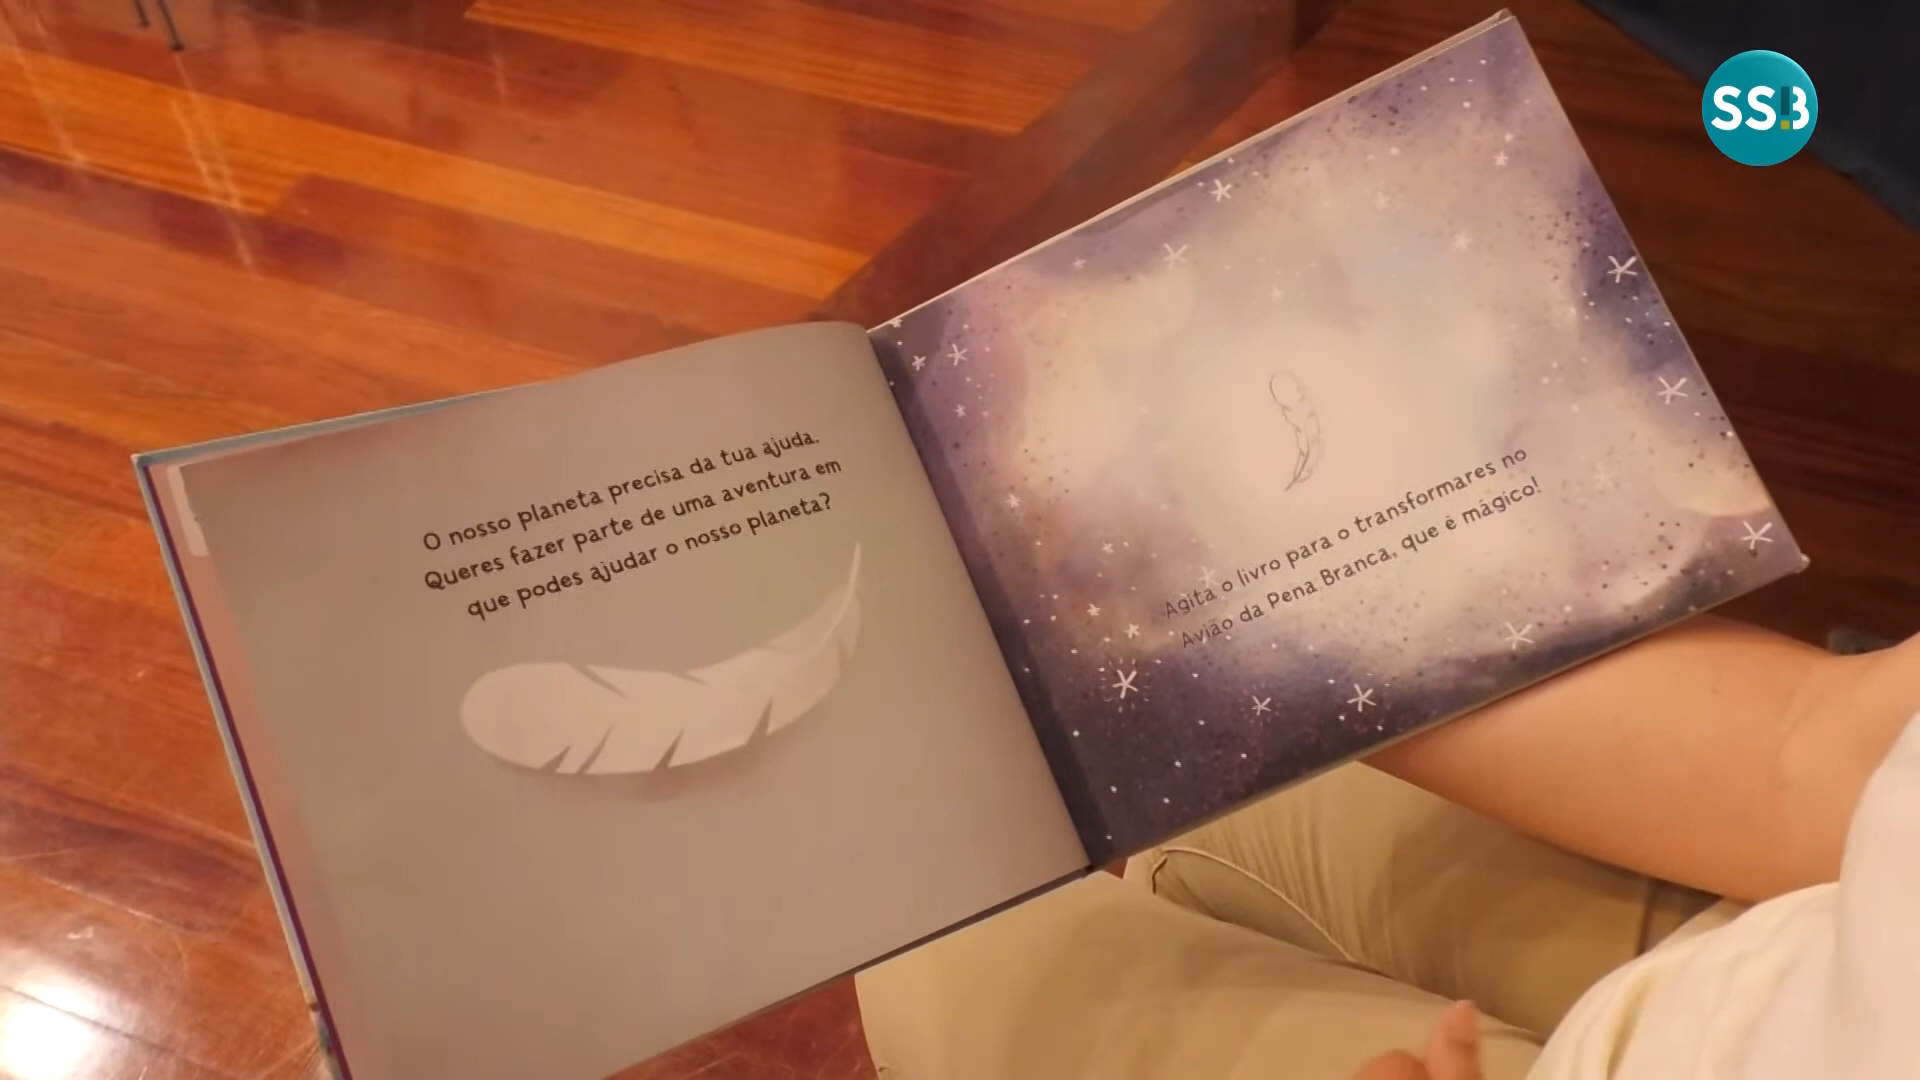 O nosso planeta precisa da tua ajuda.
Queres fazer parte de uma aventura em
que podes ajudar o nosso planeta?
Agita o livro para o transformares no
Avião da Pena Branca, que é mágico!
SS!B